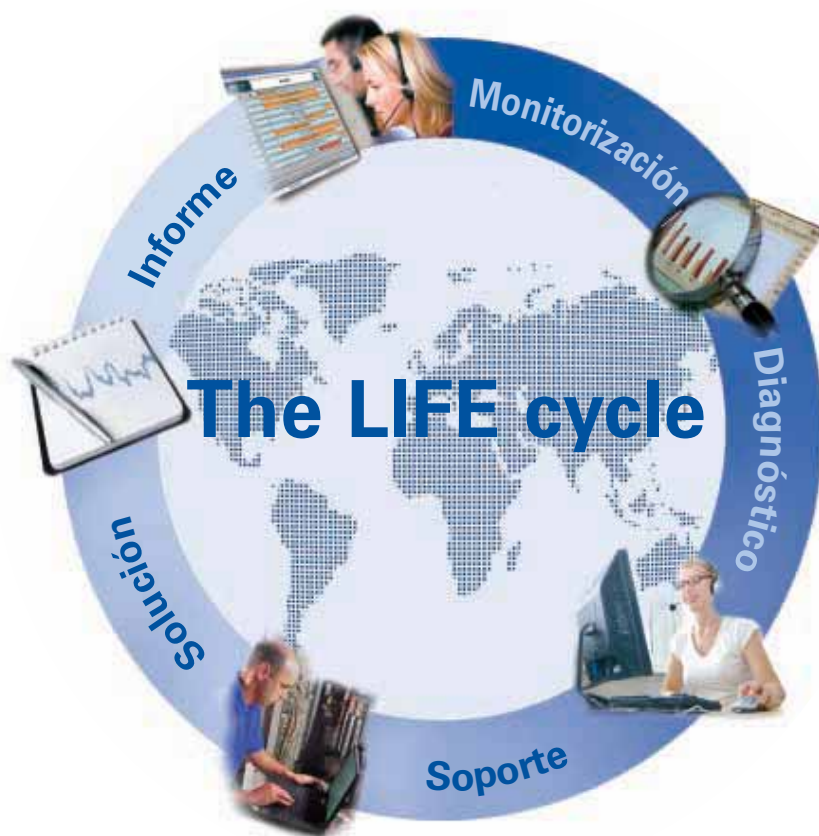 Monitorización
Diagnóstico
Soporte
Solución
Informe
The LIFE cycle